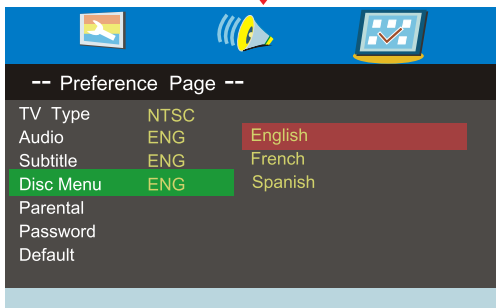 -- Preference Page --
TV Type NTSC
Audio ENG English
Subtitle ENG French
Disc Menu ENG Spanish
Parental
Password
Default